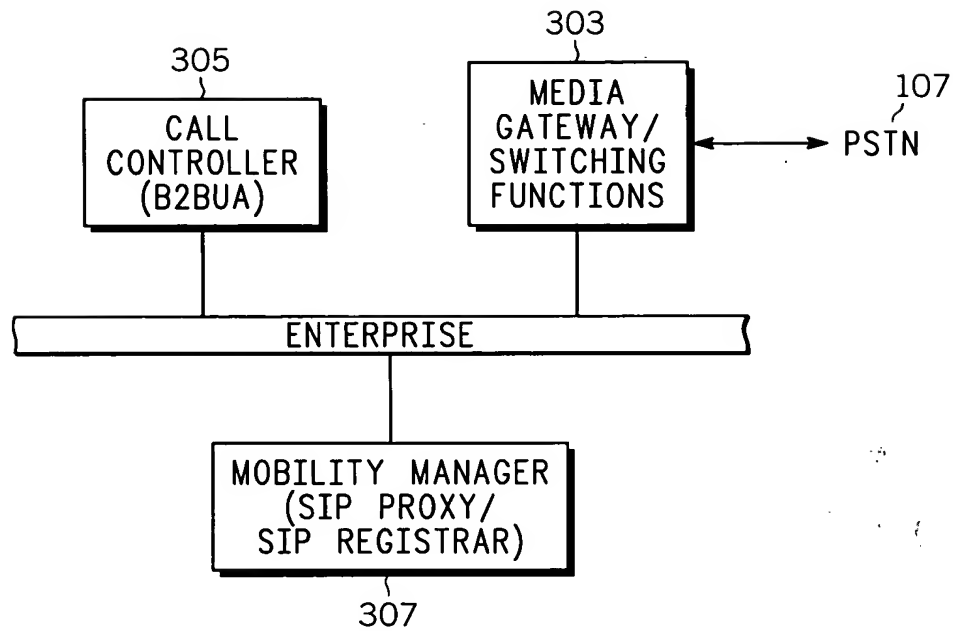 305
CALL
CONTROLLER
(B2BUA)
303
MEDIA
GATEWAY/
SWITCHING
FUNCTIONS
107
PSTN
ENTERPRISE
MOBILITY MANAGER
(SIP PROXY/
SIP REGISTRAR)
307